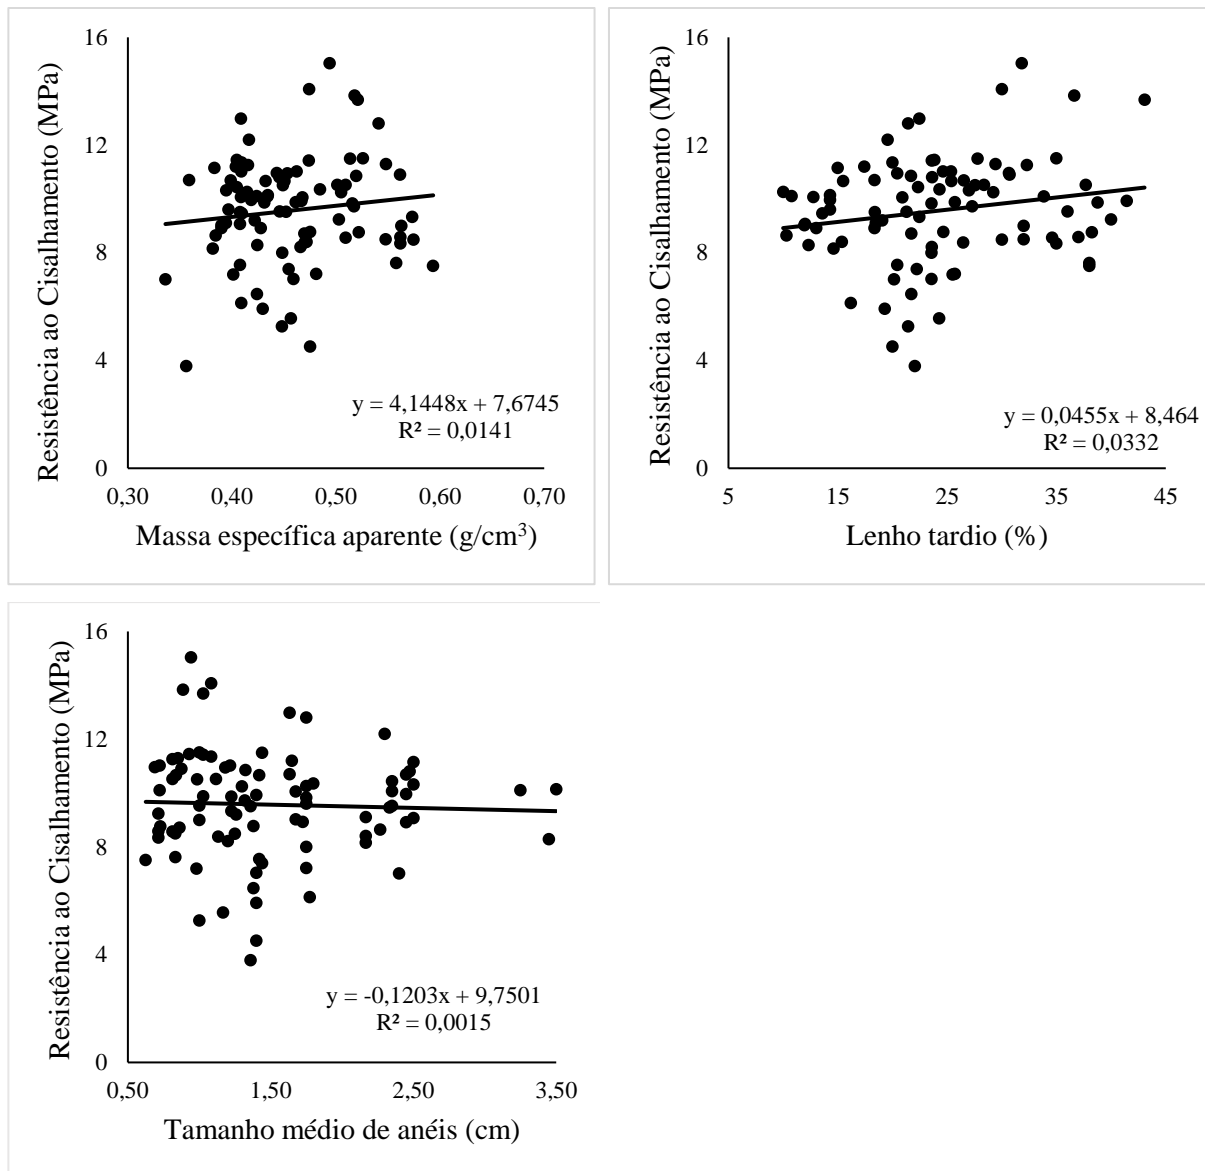 Resistência ao Cisalhamento (MPa)
16
12
8
4
0
y = 4,1448x + 7,6745
R² = 0,0141
0,30 0,40 0,50 0,60 0,70
Massa específica aparente (g/cm³)
Resistência ao Cisalhamento (MPa)
16
12
8
4
0
y = 0,0455x + 8,464
R² = 0,0332
5 15 25 35 45
Lenho tardio (%)
Resistência ao Cisalhamento (MPa)
16
12
8
4
0
y = -0,1203x + 9,7501
R² = 0,0015
0,50 1,50 2,50 3,50
Tamanho médio de anéis (cm)